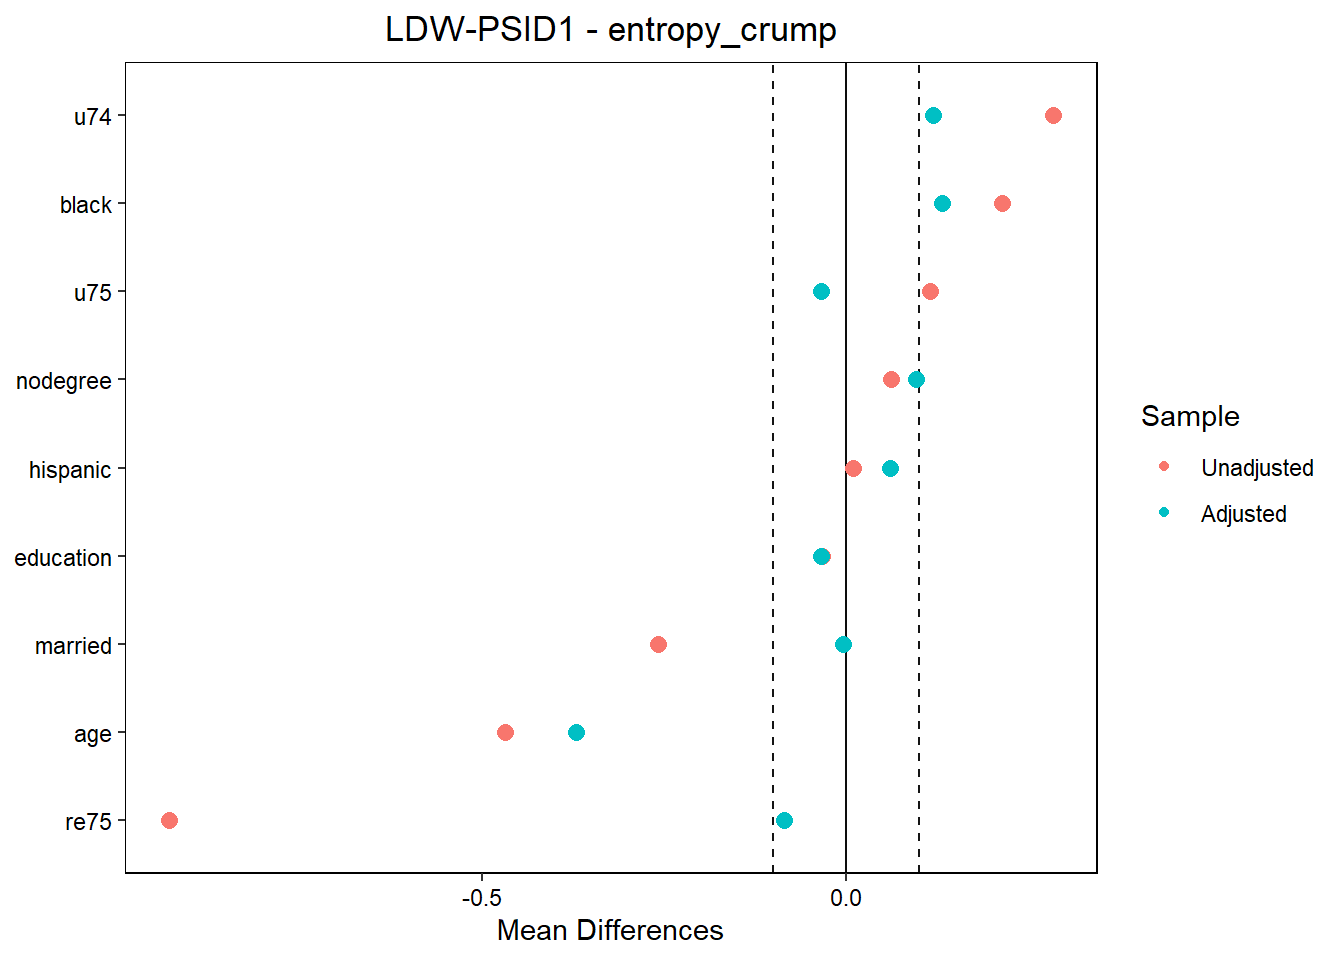 LDW-PSID1 - entropy_crump
u74
black
u75
nodegree
hispanic
education
married
age
re75
-0.5
0.0
Mean Differences
Sample
Unadjusted
Adjusted